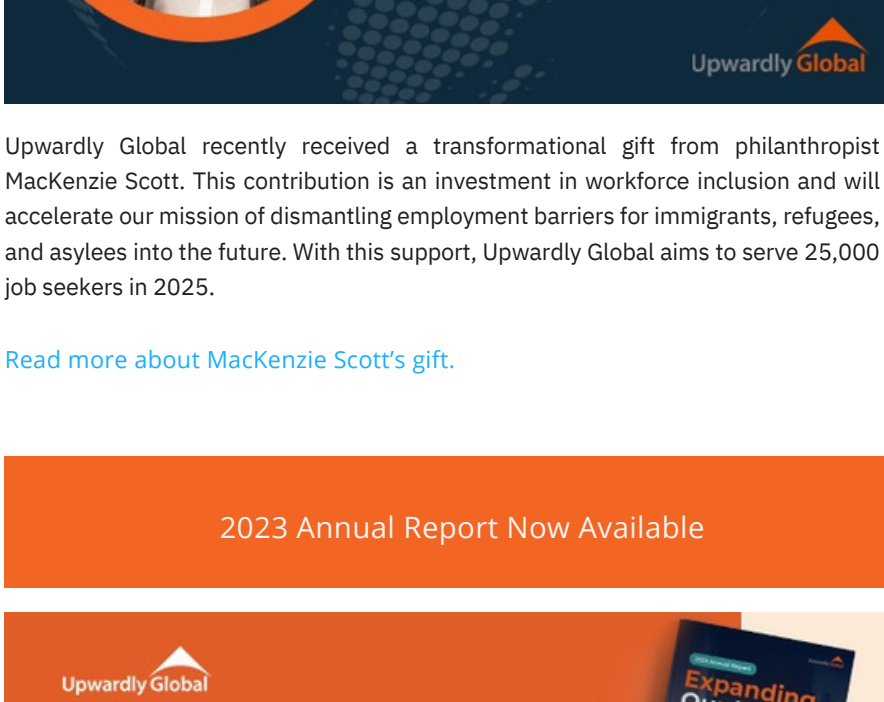 Upwardly Global
Upwardly Global recently received a transformational gift from philanthropist
MacKenzie Scott. This contribution is an investment in workforce inclusion and will
accelerate our mission of dismantling employment barriers for immigrants, refugees,
and asylees into the future. With this support, Upwardly Global aims to serve 25,000
job seekers in 2025.
Read more about MacKenzie Scott’s gift.
2023 Annual Report Now Available
Upwardly Global
2023 Annual Report
Upwardly Global
Expanding